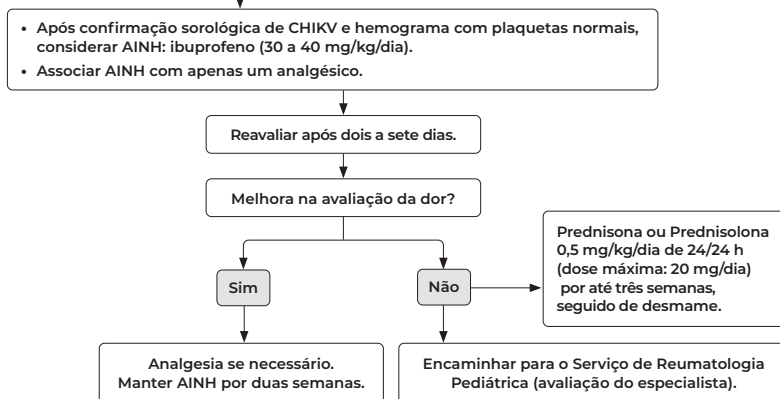 • Após confirmação sorológica de CHIKV e hemograma com plaquetas normais,
considerar AINH: ibuprofeno (30 a 40 mg/kg/dia).
• Associar AINH com apenas um analgésico.
Reavaliar após dois a sete dias.
Melhora na avaliação da dor?
Sim
Não
Prednisona ou Prednisolona
0,5 mg/kg/dia de 24/24 h
(dose máxima: 20 mg/dia)
por até três semanas,
seguido de desmame.
Analgesia se necessário.
Manter AINH por duas semanas.
Encaminhar para o Serviço de Reumatologia
Pediátrica (avaliação do especialista).